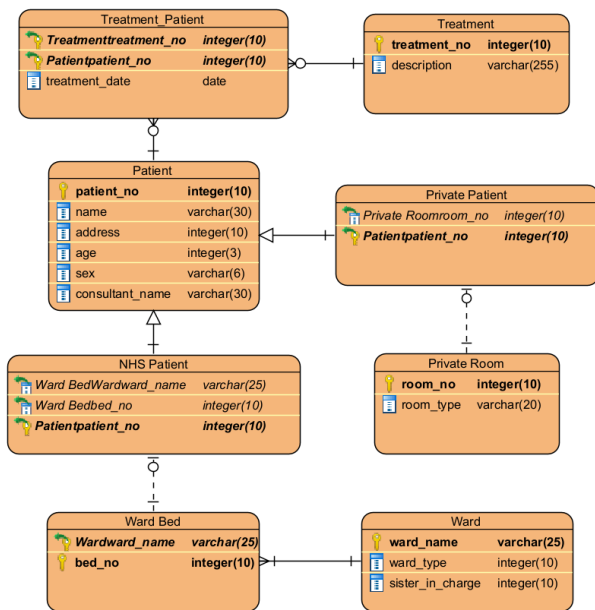 Treatment_Patient
Treatmenttreatment_no integer(10)
Patientpatient_no integer(10)
treatment_date date
Treatment
treatment_no integer(10)
description varchar(255)
Patient
patient_no integer(10)
name varchar(30)
address integer(10)
age integer(3)
sex varchar(6)
consultant_name varchar(30)
Private Patient
Private Roomroom_no integer(10)
Patientpatient_no integer(10)
NHS Patient
Ward BedWardward_name varchar(25)
Ward Bedbed_no integer(10)
Patientpatient_no integer(10)
Private Room
room_no integer(10)
room_type varchar(20)
Ward Bed
Wardward_name varchar(25)
bed_no integer(10)
Ward
ward_name varchar(25)
ward_type integer(10)
sister_in_charge integer(10)